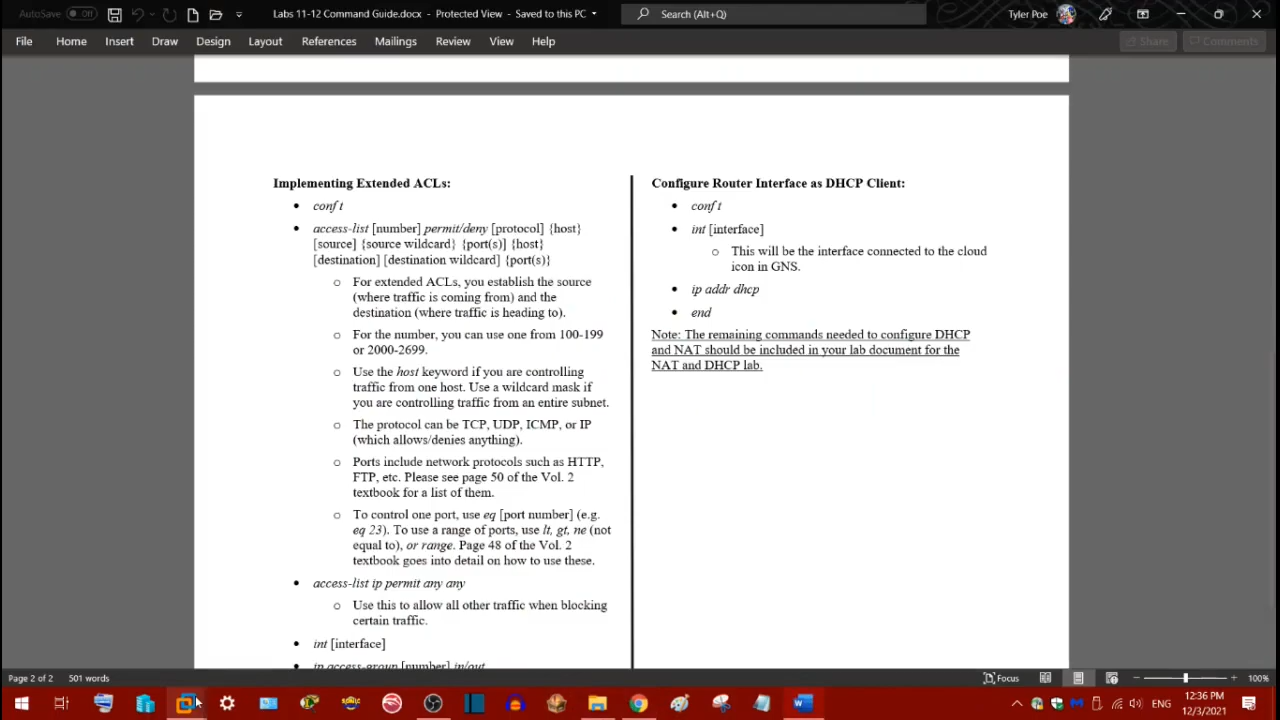 AutoSave Off
Labs 11-12 Command Guide.docx - Protected View - Saved to this PC
Search (Alt+Q)
Tyler Poe
File Home Insert Draw Design Layout References Mailings Review View Help
Share Comments
Implementing Extended ACLs:
• conf t
• access-list [number] permit/deny [protocol] {host}
[source] {source wildcard} {port(s)] {host}
[destination] [destination wildcard] {port(s)}
o For extended ACLs, you establish the source
(where traffic is coming from) and the
destination (where traffic is heading to).
o For the number, you can use one from 100-199
or 2000-2699.
o Use the host keyword if you are controlling
traffic from one host. Use a wildcard mask if
you are controlling traffic from an entire subnet.
o The protocol can be TCP, UDP, ICMP, or IP
(which allows/denies anything).
o Ports include network protocols such as HTTP,
FTP, etc. Please see page 50 of the Vol. 2
textbook for a list of them.
o To control one port, use eq [port number] (e.g.
eq 23). To use a range of ports, use lt, gt, ne (not
equal to), or range. Page 48 of the Vol. 2
textbook goes into detail on how to use these.
• access-list ip permit any any
o Use this to allow all other traffic when blocking
certain traffic.
• int [interface]
• ip access-group [number] in/out
Configure Router Interface as DHCP Client:
• conf t
• int [interface]
o This will be the interface connected to the cloud
icon in GNS.
• ip addr dhcp
• end
Note: The remaining commands needed to configure DHCP
and NAT should be included in your lab document for the
NAT and DHCP lab.
Page 2 of 2 501 words
Focus
100%
ENG
12:36 PM
12/3/2021